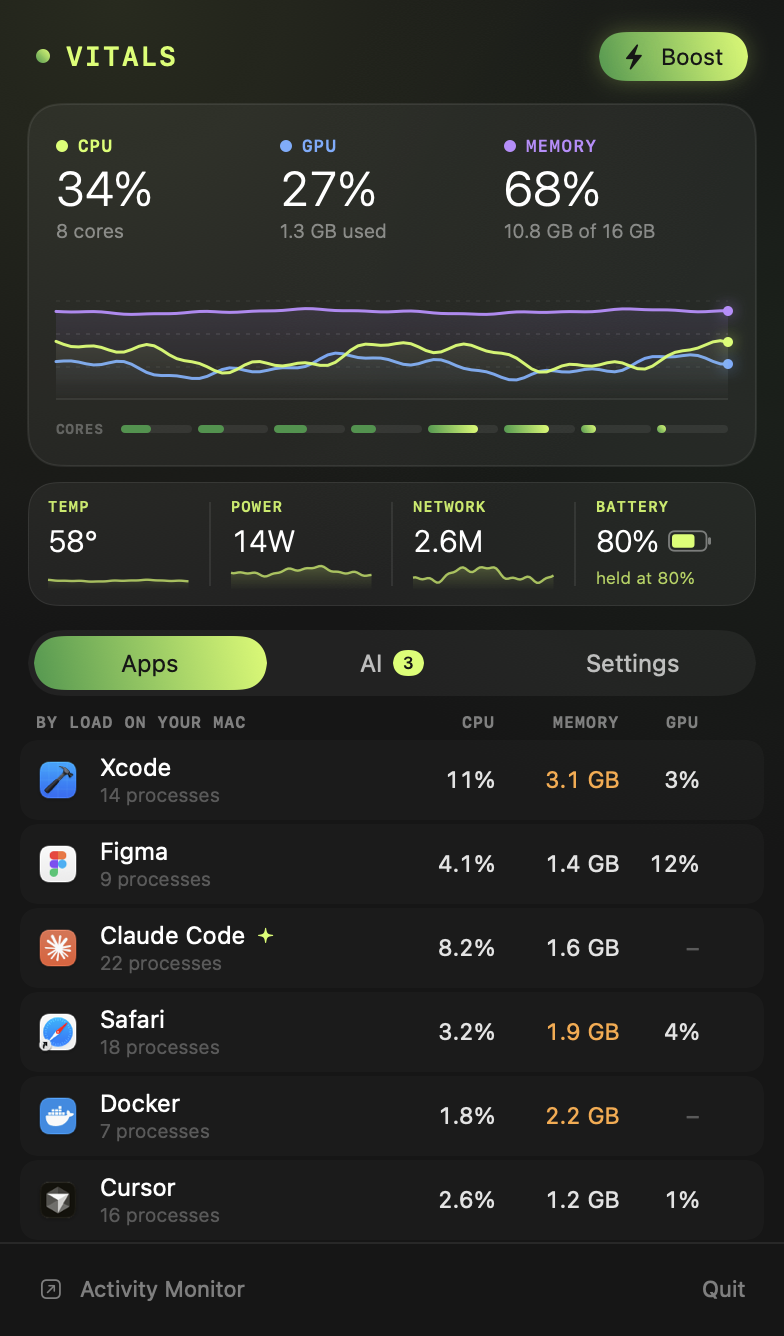 VITALS
Boost
CPU GPU MEMORY
34% 27% 68%
8 cores 1.3 GB used 10.8 GB of 16 GB
CORES
TEMP POWER NETWORK BATTERY
58° 14W 2.6M 80%
held at 80%
Apps AI 3 Settings
BY LOAD ON YOUR MAC CPU MEMORY GPU
Xcode
14 processes
11% 3.1 GB 3%
Figma
9 processes
4.1% 1.4 GB 12%
Claude Code
22 processes
8.2% 1.6 GB –
Safari
18 processes
3.2% 1.9 GB 4%
Docker
7 processes
1.8% 2.2 GB –
Cursor
16 processes
2.6% 1.2 GB 1%
Activity Monitor Quit